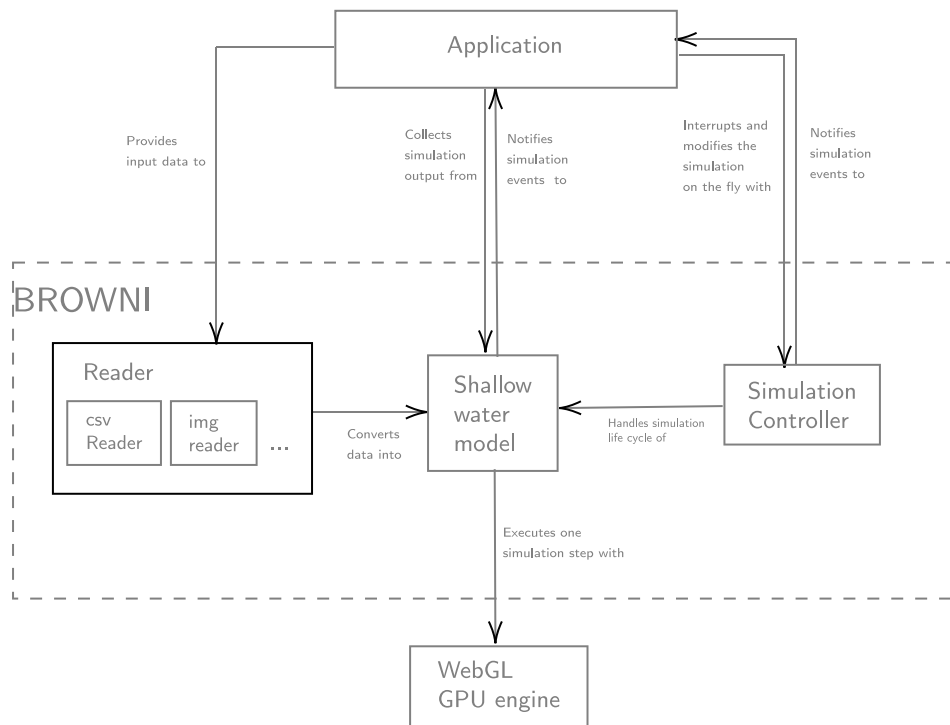 Application
Provides
input data to
Collects
simulation
output from
Notifies
simulation
events to
Interrupts and
modifies the
simulation
on the fly with
Notifies
simulation
events to
BROWNI
Reader
csv
Reader
img
reader
...
Converts
data into
Shallow
water
model
Handles simulation
life cycle of
Simulation
Controller
Executes one
simulation step with
WebGL
GPU engine